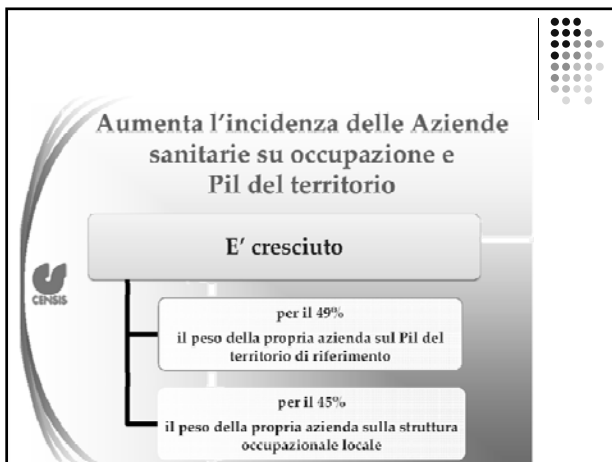 Aumenta l'incidenza delle Aziende
sanitarie su occupazione e
Pil del territorio
E' cresciuto
CENSIS
per il 49%
il peso della propria azienda sul Pil del
territorio di riferimento
per il 45%
il peso della propria azienda sulla struttura
occupazionale locale